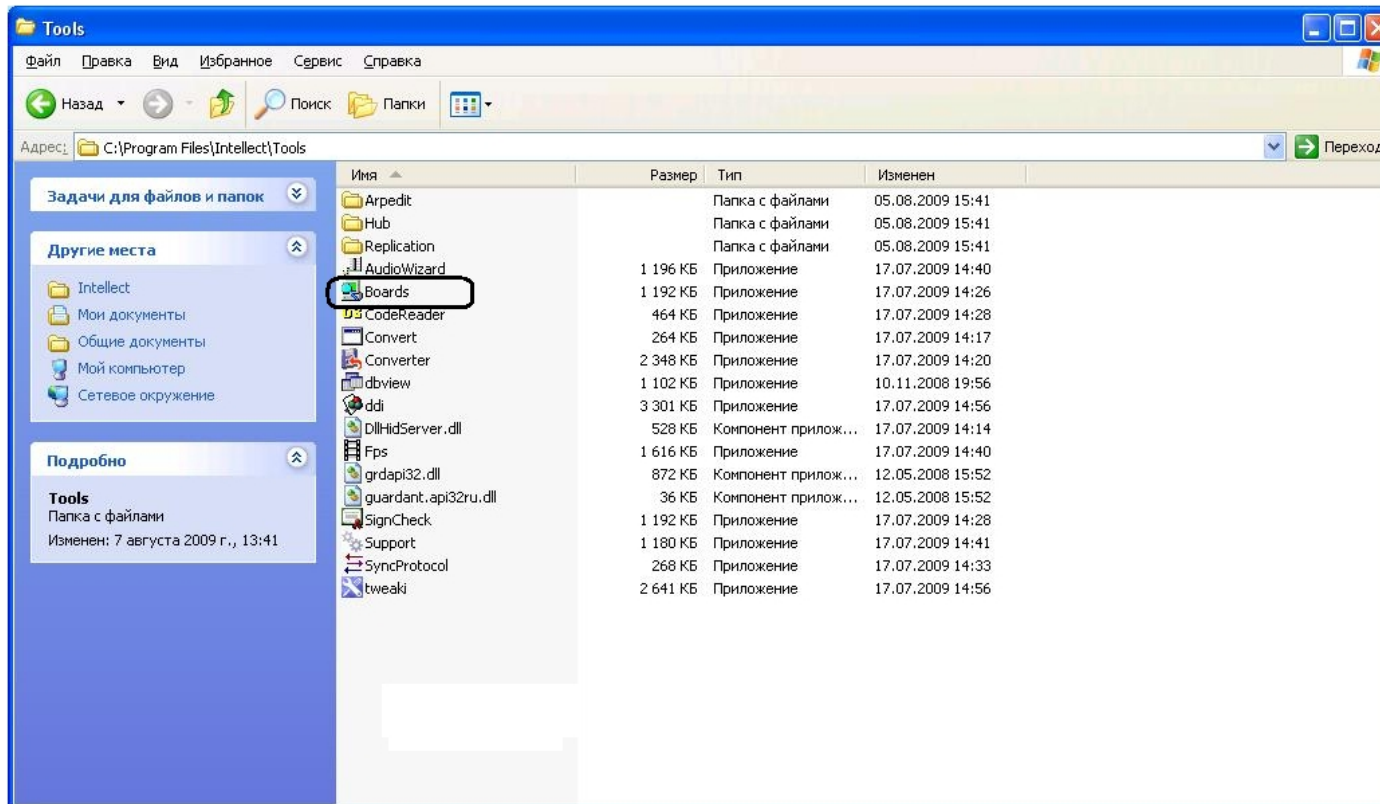 Tools
Файл Правка Вид Избранное Сервис Справка
Назад Поиск Папки
Адрес: C:\Program Files\Intellect\Tools Переход
Имя Размер Тип Изменен
Задачи для файлов и папок
Другие места
Intellect
Мои документы
Общие документы
Мой компьютер
Сетевое окружение
Подробно
Tools
Папка с файлами
Изменен: 7 августа 2009 г., 13:41
Arpedit Папка с файлами 05.08.2009 15:41
Hub Папка с файлами 05.08.2009 15:41
Replication Папка с файлами 05.08.2009 15:41
AudioWizard 1 196 КБ Приложение 17.07.2009 14:40
Boards 1 192 КБ Приложение 17.07.2009 14:26
CodeReader 464 КБ Приложение 17.07.2009 14:28
Convert 264 КБ Приложение 17.07.2009 14:17
Converter 2 348 КБ Приложение 17.07.2009 14:20
dbview 1 102 КБ Приложение 10.11.2008 19:56
ddi 3 301 КБ Приложение 17.07.2009 14:56
DllHidServer.dll 528 КБ Компонент прилож... 17.07.2009 14:14
Fps 1 616 КБ Приложение 17.07.2009 14:40
grdapi32.dll 872 КБ Компонент прилож... 12.05.2008 15:52
guardant.api32ru.dll 36 КБ Компонент прилож... 12.05.2008 15:52
SignCheck 1 192 КБ Приложение 17.07.2009 14:28
Support 1 180 КБ Приложение 17.07.2009 14:41
SyncProtocol 268 КБ Приложение 17.07.2009 14:33
tweaki 2 641 КБ Приложение 17.07.2009 14:56